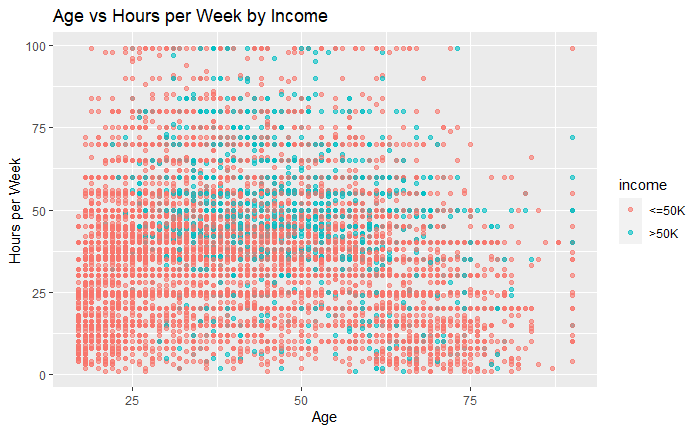 Age vs Hours per Week by Income
100
75
50
25
0
Hours per Week
25
50
75
Age
income
<=50K
>50K